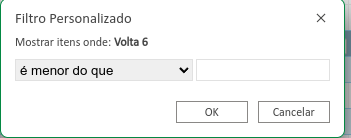 Filtro Personalizado
Mostrar itens onde: Volta 6
é menor do que
OK
Cancelar